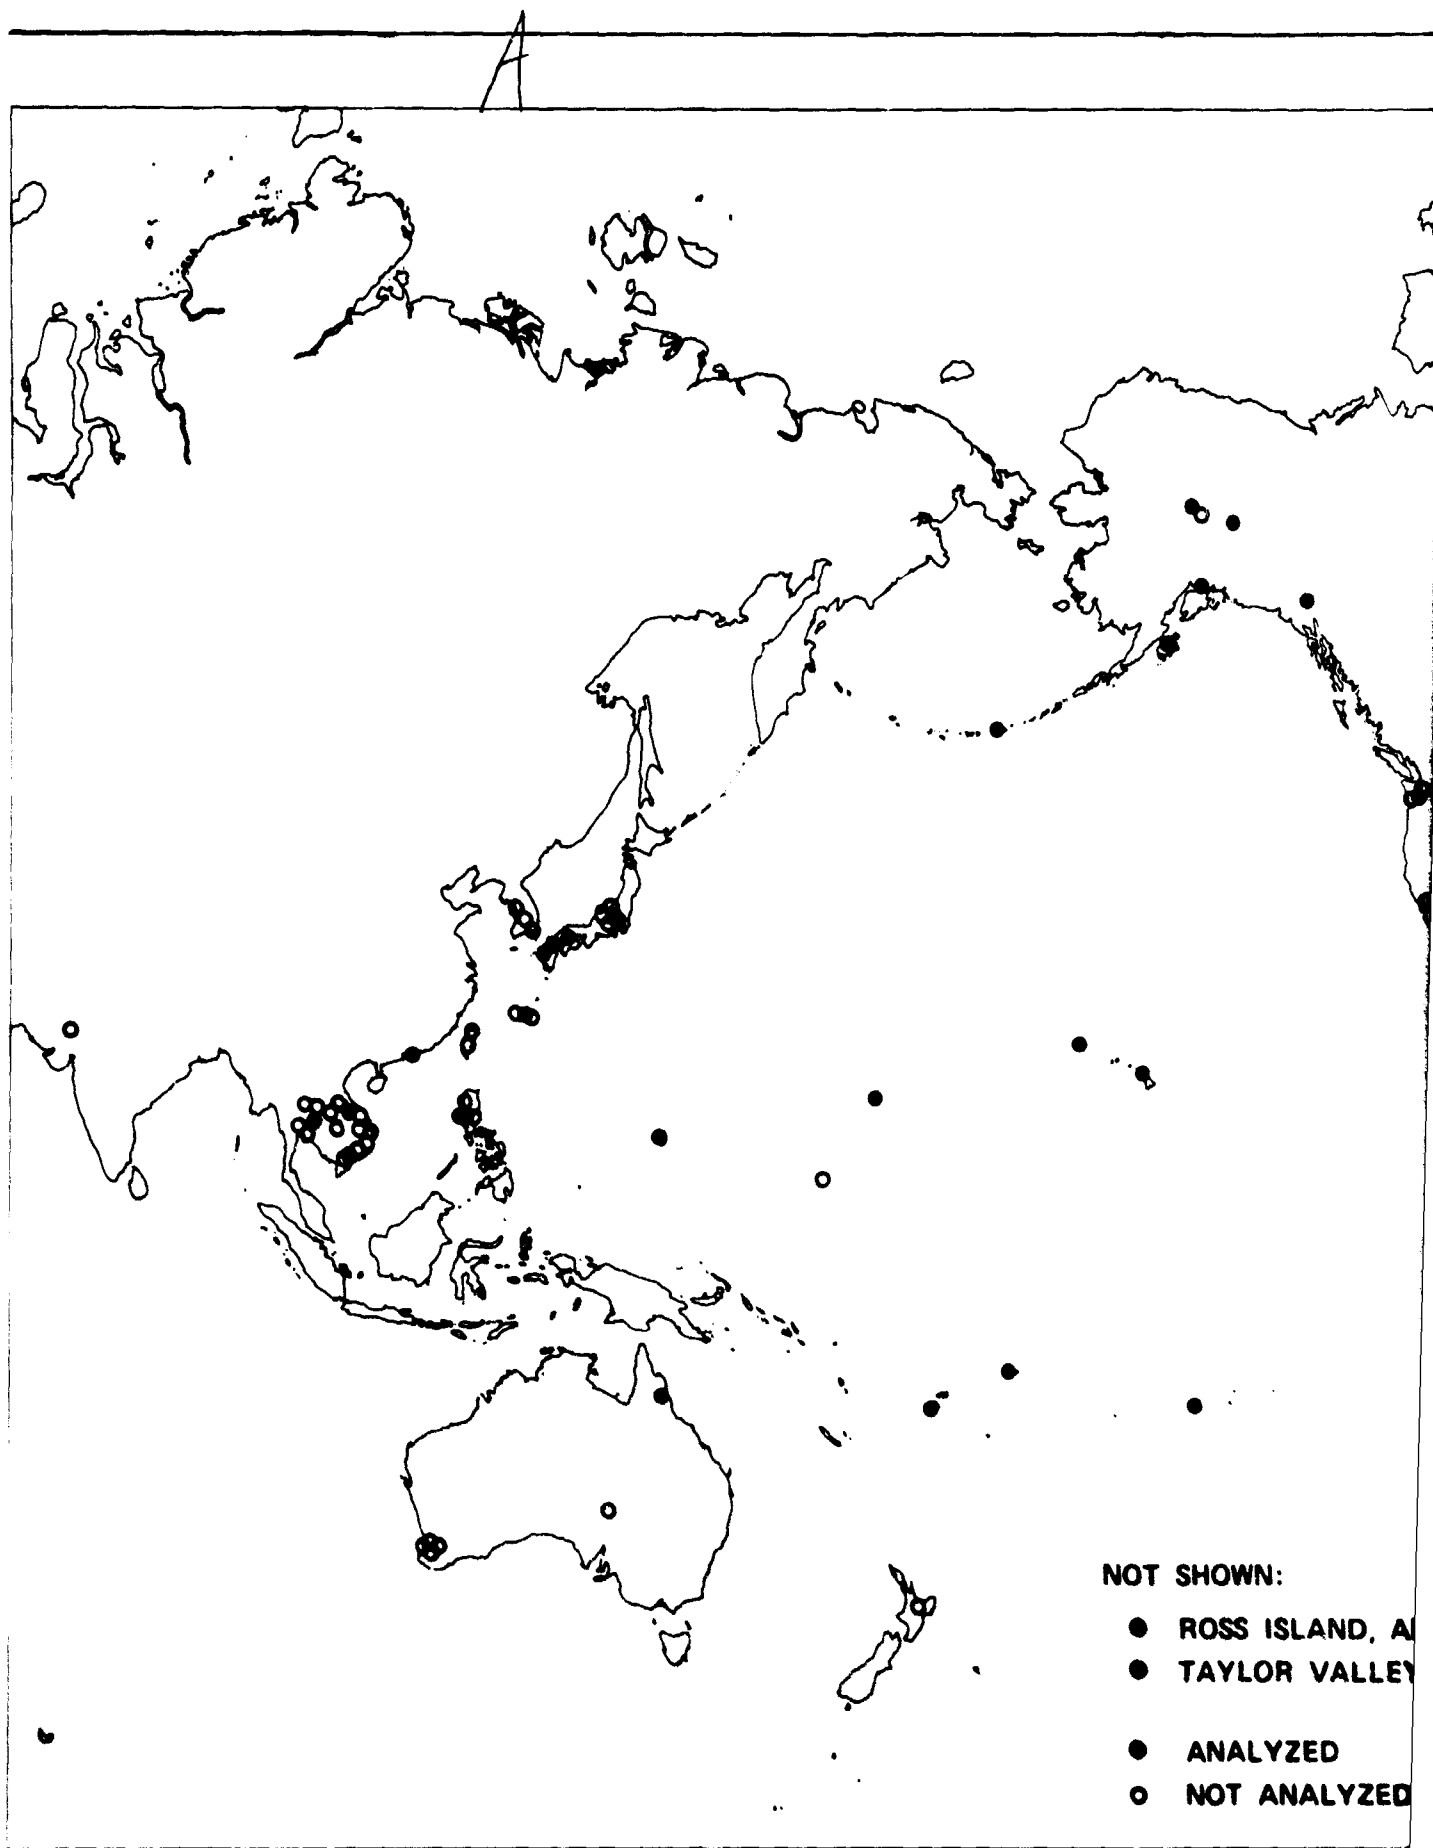 A
NOT SHOWN:
ROSS ISLAND, A
TAYLOR VALLEY
ANALYZED
NOT ANALYZED